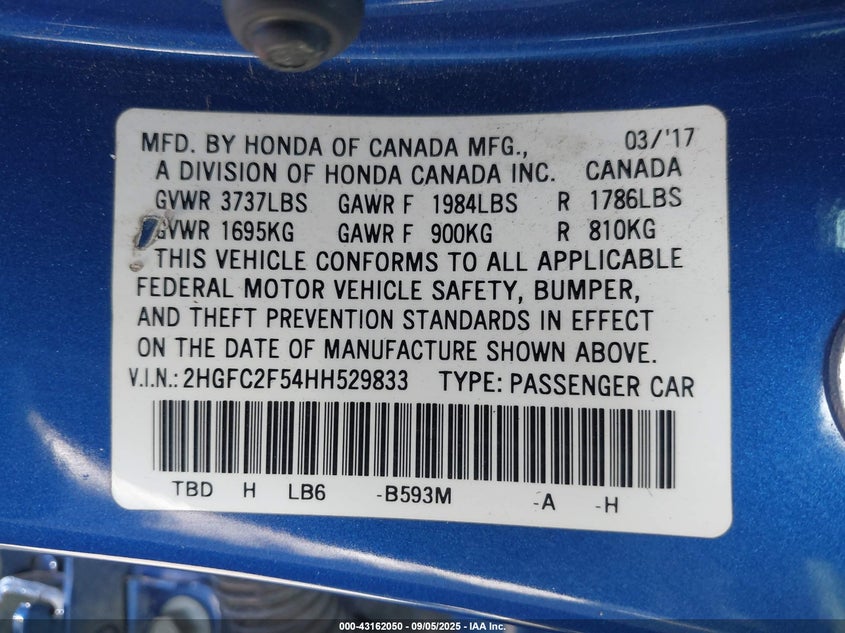 MFD. BY HONDA OF CANADA MFG., 03/'17
A DIVISION OF HONDA CANADA INC. CANADA
GVWR 3737LBS GAWR F 1984LBS R 1786LBS
GVWR 1695KG GAWR F 900KG R 810KG
THIS VEHICLE CONFORMS TO ALL APPLICABLE
FEDERAL MOTOR VEHICLE SAFETY, BUMPER,
AND THEFT PREVENTION STANDARDS IN EFFECT
ON THE DATE OF MANUFACTURE SHOWN ABOVE.
V.I.N.: 2HGFC2F54HH529833 TYPE: PASSENGER CAR
TBD H LB6 -B593M -A -H
000-43162050 - 09/05/2025 - IAA Inc.